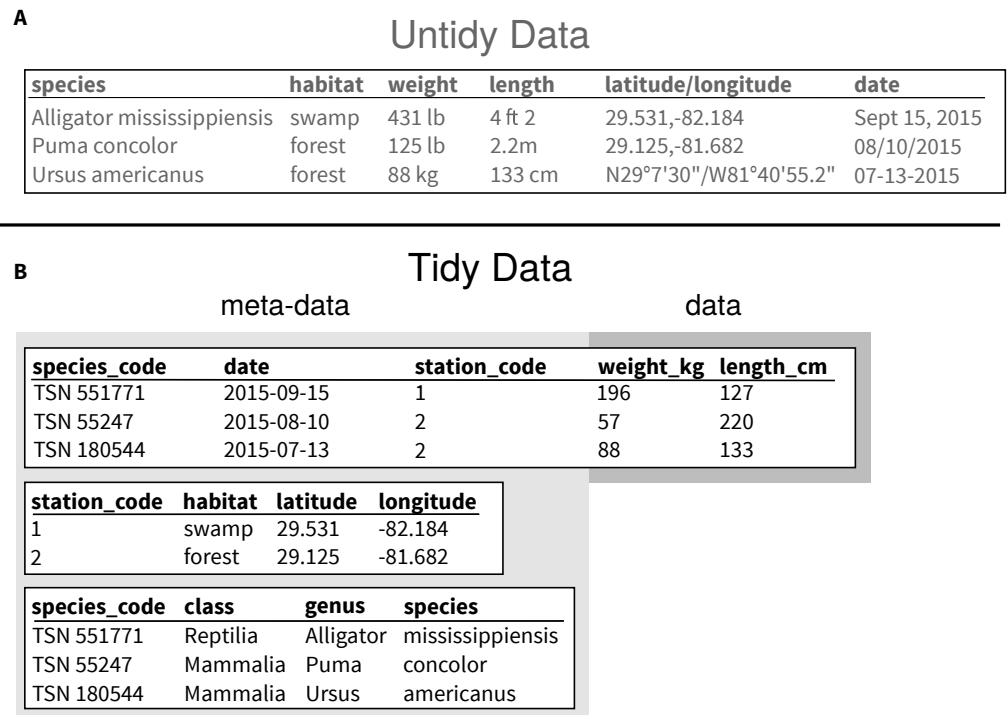 A
Untidy Data
species habitat weight length latitude/longitude date
Alligator mississippiensis swamp 431 lb 4 ft 2 29.531,-82.184 Sept 15, 2015
Puma concolor forest 125 lb 2.2m 29.125,-81.682 08/10/2015
Ursus americanus forest 88 kg 133 cm N29°7'30"/W81°40'55.2" 07-13-2015
B
Tidy Data
meta-data data
species_code date station_code weight_kg length_cm
TSN 551771 2015-09-15 1 196 127
TSN 55247 2015-08-10 2 57 220
TSN 180544 2015-07-13 2 88 133
station_code habitat latitude longitude
1 swamp 29.531 -82.184
2 forest 29.125 -81.682
species_code class genus species
TSN 551771 Reptilia Alligator mississippiensis
TSN 55247 Mammalia Puma concolor
TSN 180544 Mammalia Ursus americanus